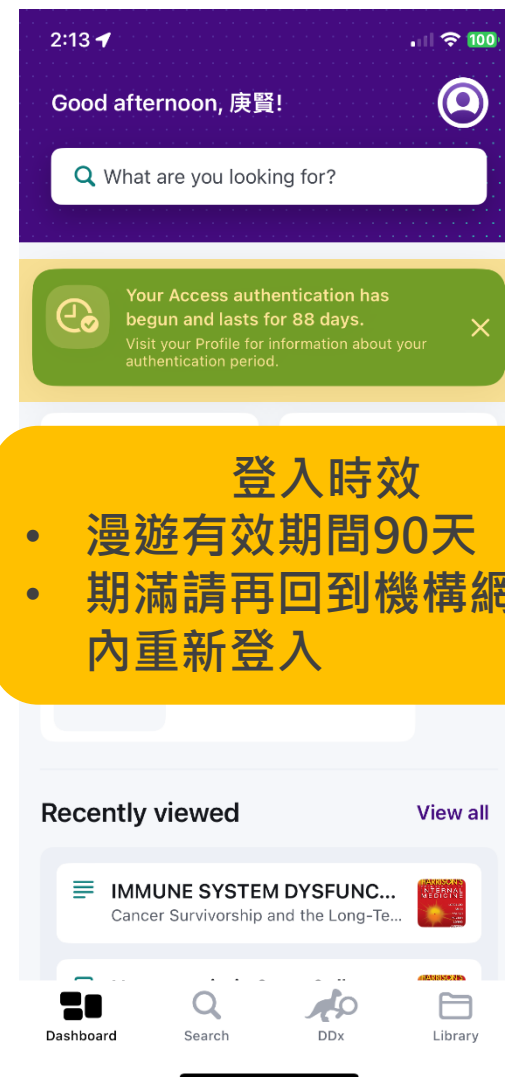 2:13
100
Good afternoon, 庚賢!
What are you looking for?
Your Access authentication has
begun and lasts for 88 days.
Visit your Profile for information about your
authentication period.
登入時效
• 漫遊有效期間90天
• 期滿請再回到機構網
內重新登入
Recently viewed
View all
IMMUNE SYSTEM DYSFUNC...
Cancer Survivorship and the Long-Te...
HARRISON'S
INTERNAL
MEDICINE
Dashboard
Search
DDx
Library